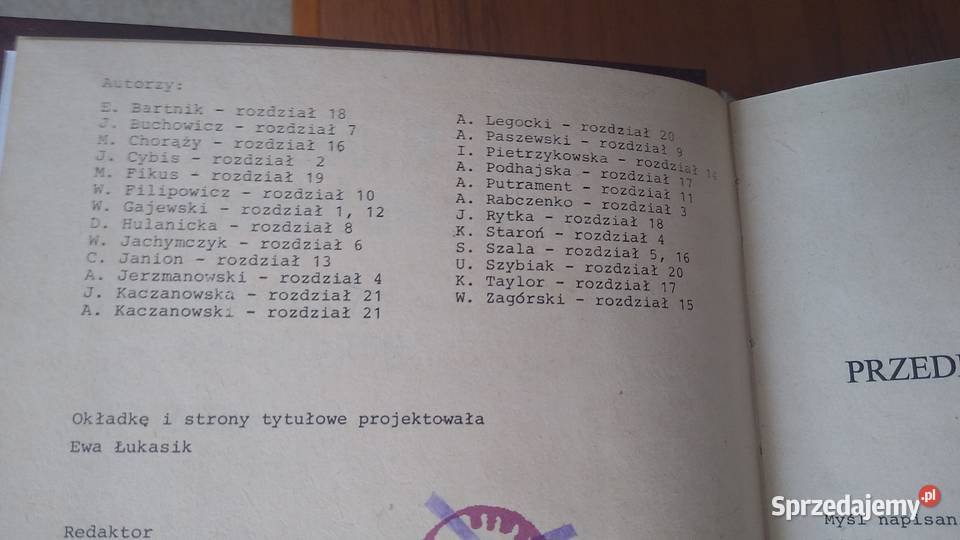 Autorzy:
E. Bartnik - rozdział 18
J. Buchowicz - rozdział 7
M. Chorąży - rozdział 16
J. Cybis - rozdział 2
M. Fikus - rozdział 19
W. Filipowicz - rozdział 10
W. Gajewski - rozdział 1, 12
D. Hulanicka - rozdział 8
W. Jachymczyk - rozdział 6
C. Janion - rozdział 13
A. Jerzmanowski - rozdział 4
J. Kaczanowska - rozdział 21
A. Kaczanowski - rozdział 21
A. Legocki - rozdział 20
A. Paszewski - rozdział 9
I. Pietrzykowska - rozdział 14
A. Podhajska - rozdział 17
A. Putrament - rozdział 11
A. Rabczenko - rozdział 3
J. Rytka - rozdział 18
K. Staroń - rozdział 4
S. Szala - rozdział 5, 16
U. Szybiak - rozdział 20
K. Taylor - rozdział 17
W. Zagórski - rozdział 15
Okładkę i strony tytułowe projektowała
Ewa Łukasik
Redaktor
Myśl napisani
Sprzedajemy.pl